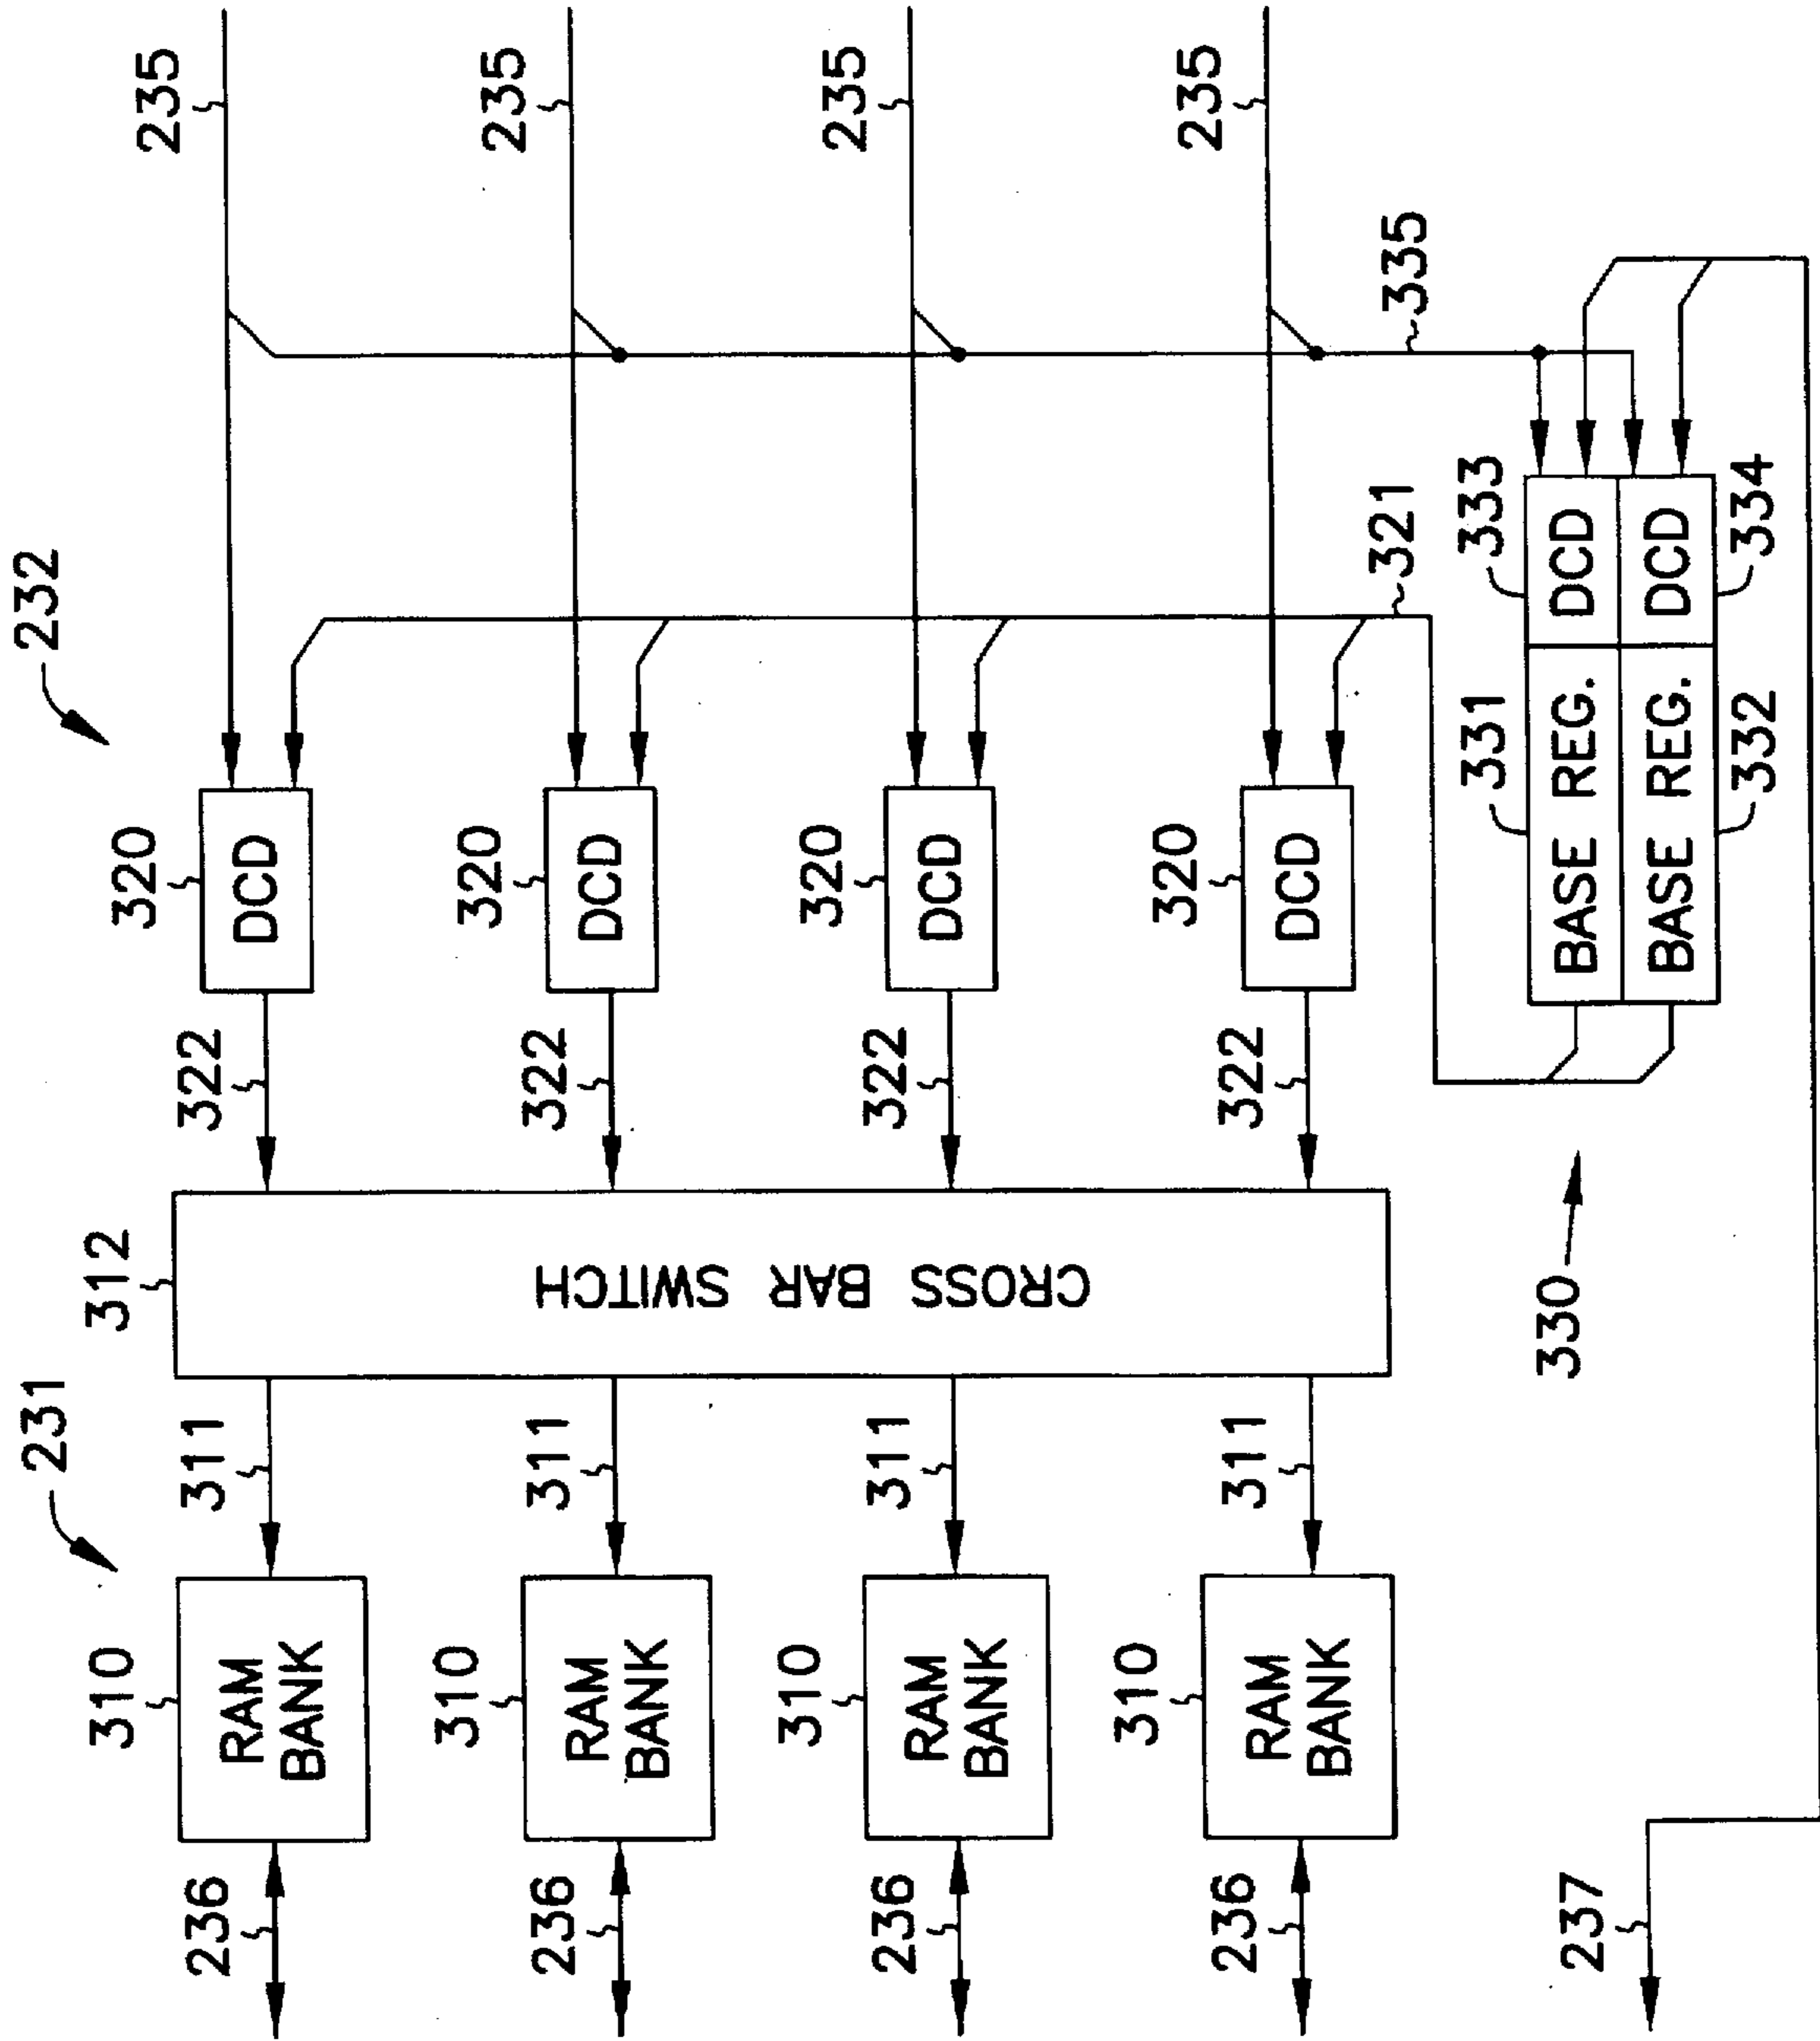 231
232
310
311
312
322
320
235
236
RAM
BANK
CROSS BAR SWITCH
DCD
310
311
322
320
235
236
RAM
BANK
DCD
310
311
322
320
235
236
RAM
BANK
DCD
310
311
322
320
235
236
RAM
BANK
DCD
335
321
237
330
331
333
BASE REG.
DCD
BASE REG.
DCD
332
334